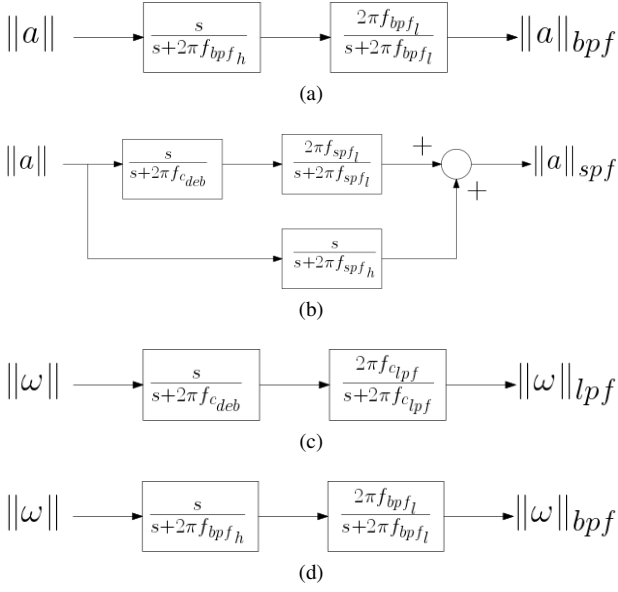 ‖a‖ s / s+2πf_{bpf_h} 2πf_{bpf_l} / s+2πf_{bpf_l} ‖a‖_{bpf}
(a)
‖a‖ s / s+2πf_{c_{deb}} 2πf_{spf_l} / s+2πf_{spf_l} + ‖a‖_{spf}
+
s / s+2πf_{spf_h}
(b)
‖ω‖ s / s+2πf_{c_{deb}} 2πf_{c_{lpf}} / s+2πf_{c_{lpf}} ‖ω‖_{lpf}
(c)
‖ω‖ s / s+2πf_{bpf_h} 2πf_{bpf_l} / s+2πf_{bpf_l} ‖ω‖_{bpf}
(d)